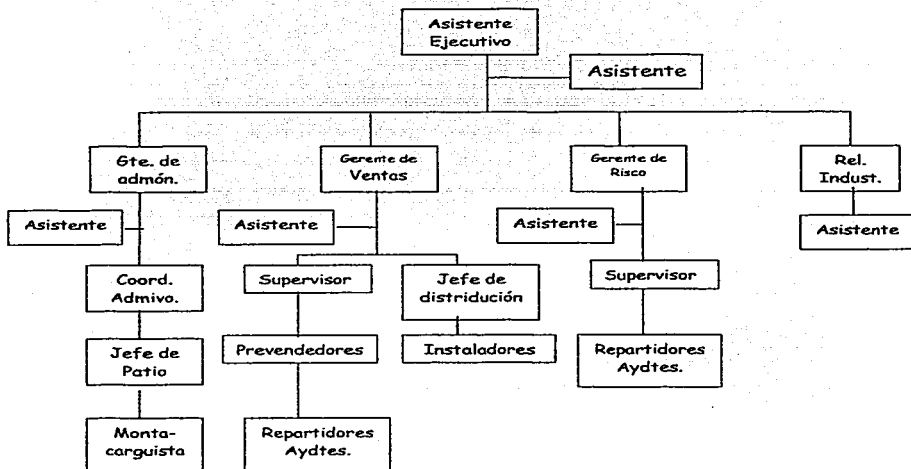 Asistente
Ejecutivo
Asistente
Gte. de
admón.
Gerente de
Ventas
Gerente de
Risco
Rel.
Indust.
Asistente
Asistente
Asistente
Asistente
Coord.
Admivo.
Supervisor
Jefe de
distridución
Supervisor
Jefe de
Patio
Prevendedores
Instaladores
Repartidores
Aydtes.
Monta-
carguista
Repartidores
Aydtes.